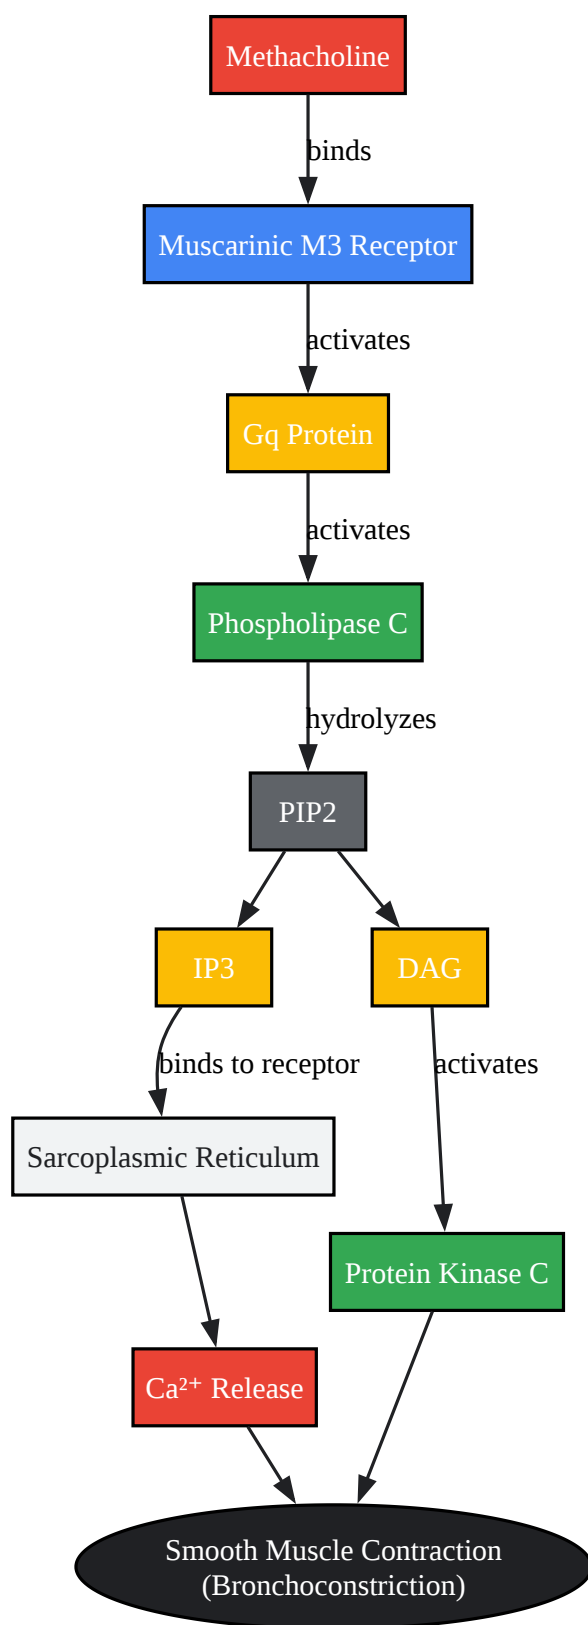 Methacholine
binds
Muscarinic M3 Receptor
activates
Gq Protein
activates
Phospholipase C
hydrolyzes
PIP2
IP3
DAG
binds to receptor
activates
Sarcoplasmic Reticulum
Protein Kinase C
Ca²⁺ Release
Smooth Muscle Contraction
(Bronchoconstriction)